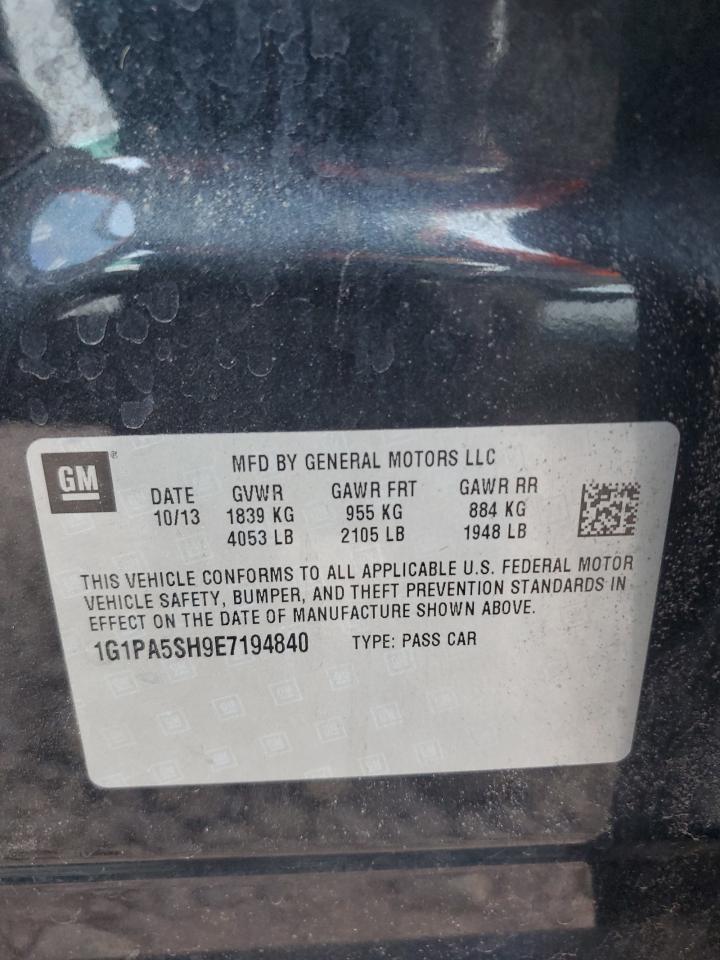 GM®
MFD BY GENERAL MOTORS LLC
DATE GVWR GAWR FRT GAWR RR
10/13 1839 KG 955 KG 884 KG
4053 LB 2105 LB 1948 LB
THIS VEHICLE CONFORMS TO ALL APPLICABLE U.S. FEDERAL MOTOR
VEHICLE SAFETY, BUMPER, AND THEFT PREVENTION STANDARDS IN
EFFECT ON THE DATE OF MANUFACTURE SHOWN ABOVE.
1G1PA5SH9E7194840 TYPE: PASS CAR